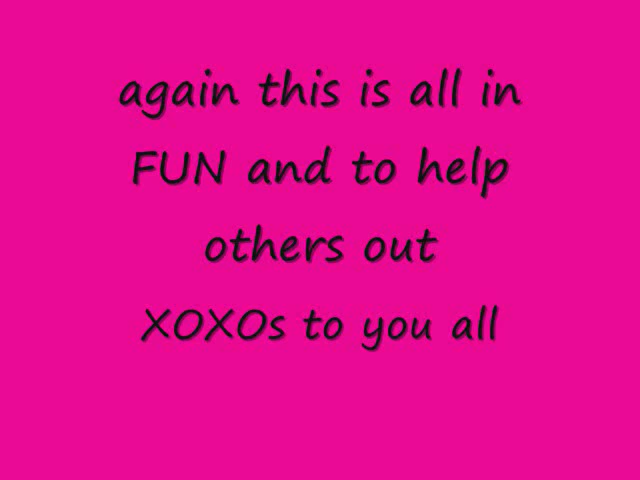 again this is all in
FUN and to help
others out
XOXOs to you all